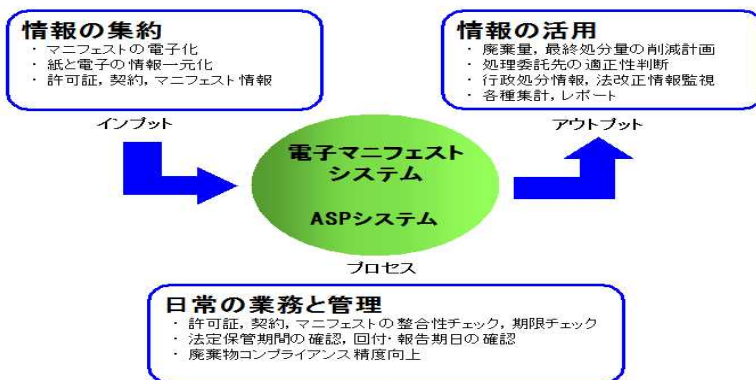 情報の集約
・ マニフェストの電子化
・ 紙と電子の情報一元化
・ 許可証, 契約, マニフェスト情報
インプット
情報の活用
・ 廃棄量, 最終処分量の削減計画
・ 処理委託先の適正性判断
・ 行政処分情報, 法改正情報監視
・ 各種集計, レポート
アウトプット
電子マニフェスト
システム
ASPシステム
プロセス
日常の業務と管理
・ 許可証, 契約, マニフェストの整合性チェック, 期限チェック
・ 法定保管期間の確認, 回付・報告期日の確認
・ 廃棄物コンプライアンス精度向上